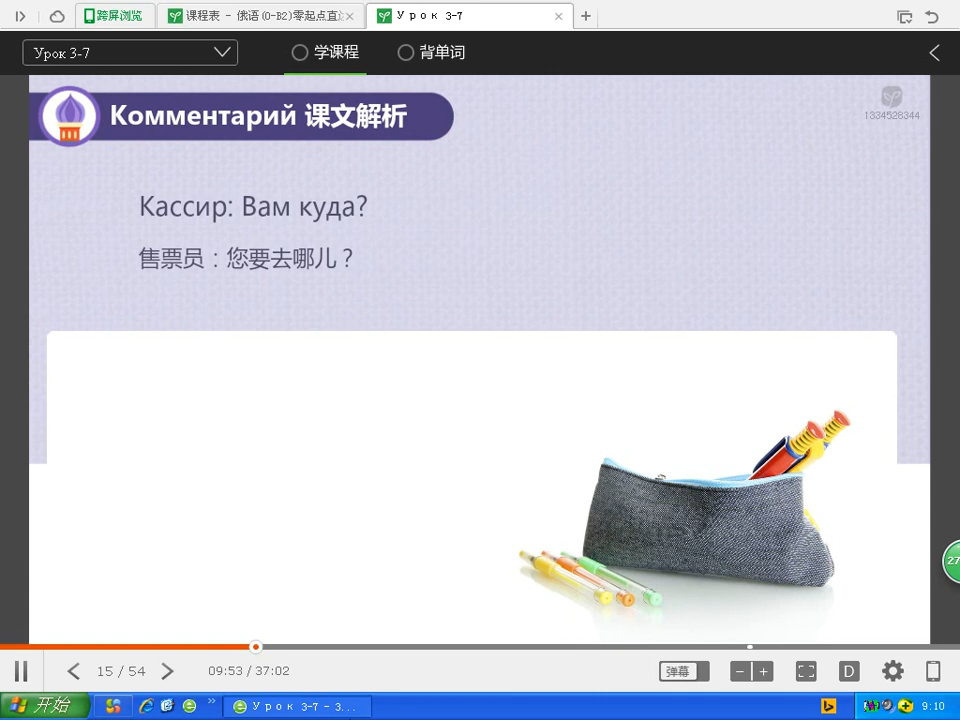 跨屏浏览
课程表 - 俄语(0-B2)零起点直达
Урок 3-7
Урок 3-7
学课程
背单词
Комментарий 课文解析
1334528344
Кассир: Вам куда?
售票员：您要去哪儿？
27
15 / 54
09:53 / 37:02
弹幕
D
开始
Урок 3-7 - 3...
9:10